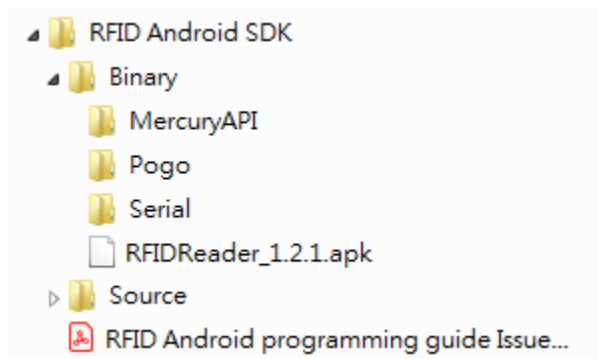 RFID Android SDK
Binary
MercuryAPI
Pogo
Serial
RFIDReader_1.2.1.apk
Source
RFID Android programming guide Issue...